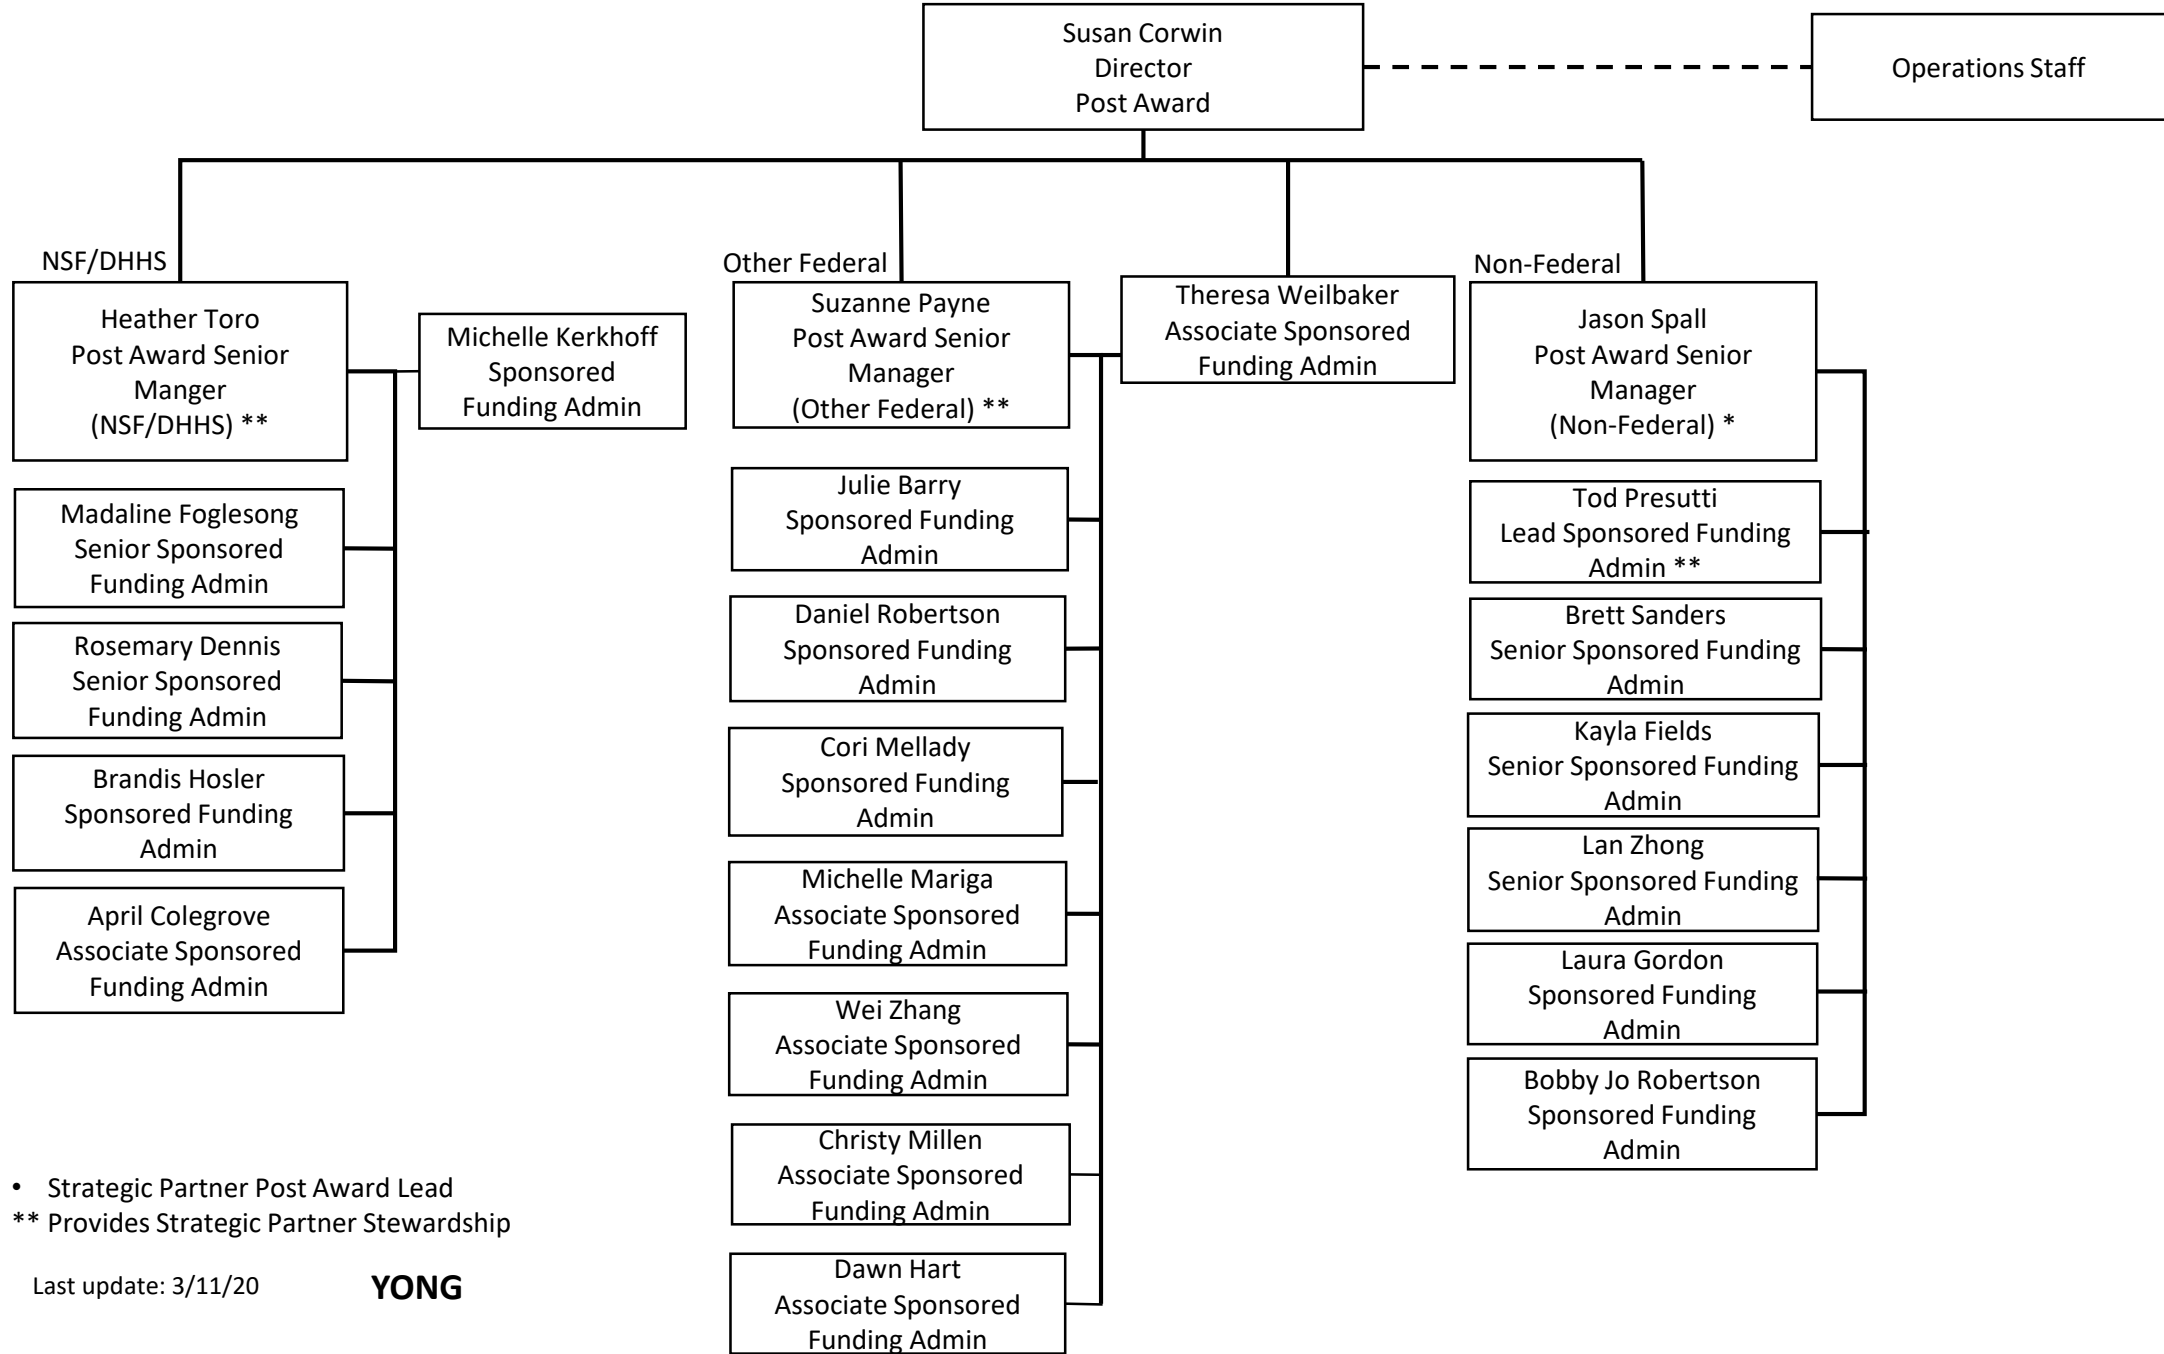 Susan Corwin
Director
Post Award
Operations Staff
NSF/DHHS
Heather Toro
Post Award Senior
Manger
(NSF/DHHS) **
Michelle Kerkhoff
Sponsored
Funding Admin
Madaline Foglesong
Senior Sponsored
Funding Admin
Rosemary Dennis
Senior Sponsored
Funding Admin
Brandis Hosler
Sponsored Funding
Admin
April Colegrove
Associate Sponsored
Funding Admin
Other Federal
Suzanne Payne
Post Award Senior
Manager
(Other Federal) **
Theresa Weilbaker
Associate Sponsored
Funding Admin
Julie Barry
Sponsored Funding
Admin
Daniel Robertson
Sponsored Funding
Admin
Cori Mellady
Sponsored Funding
Admin
Michelle Mariga
Associate Sponsored
Funding Admin
Wei Zhang
Associate Sponsored
Funding Admin
Christy Millen
Associate Sponsored
Funding Admin
Dawn Hart
Associate Sponsored
Funding Admin
Non-Federal
Jason Spall
Post Award Senior
Manager
(Non-Federal) *
Tod Presutti
Lead Sponsored Funding
Admin **
Brett Sanders
Senior Sponsored Funding
Admin
Kayla Fields
Senior Sponsored Funding
Admin
Lan Zhong
Senior Sponsored Funding
Admin
Laura Gordon
Sponsored Funding
Admin
Bobby Jo Robertson
Sponsored Funding
Admin
• Strategic Partner Post Award Lead
** Provides Strategic Partner Stewardship
Last update: 3/11/20
YONG